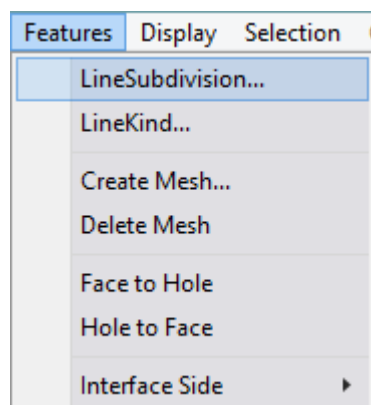 Features Display Selection
LineSubdivision...
LineKind...
Create Mesh...
Delete Mesh
Face to Hole
Hole to Face
Interface Side